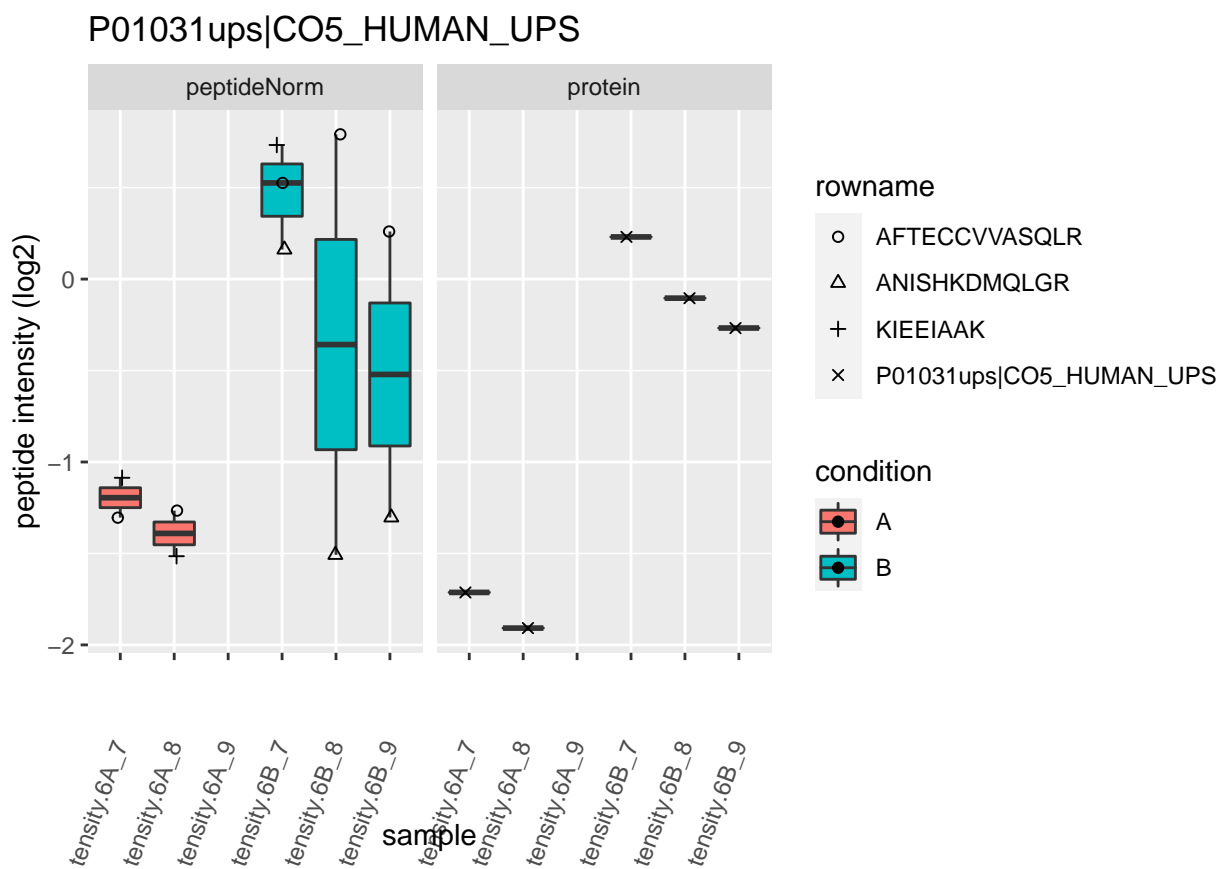 P01031ups|CO5_HUMAN_UPS
peptideNorm
protein
peptide intensity (log2)
0
−1
−2
tensity.6A_7
tensity.6A_8
tensity.6A_9
tensity.6B_7
tensity.6B_8
tensity.6B_9
tensity.6A_7
tensity.6A_8
tensity.6A_9
tensity.6B_7
tensity.6B_8
tensity.6B_9
sample
rowname
AFTECCVVASQLR
ANISHKDMQLGR
KIEEIAAK
P01031ups|CO5_HUMAN_UPS
condition
A
B